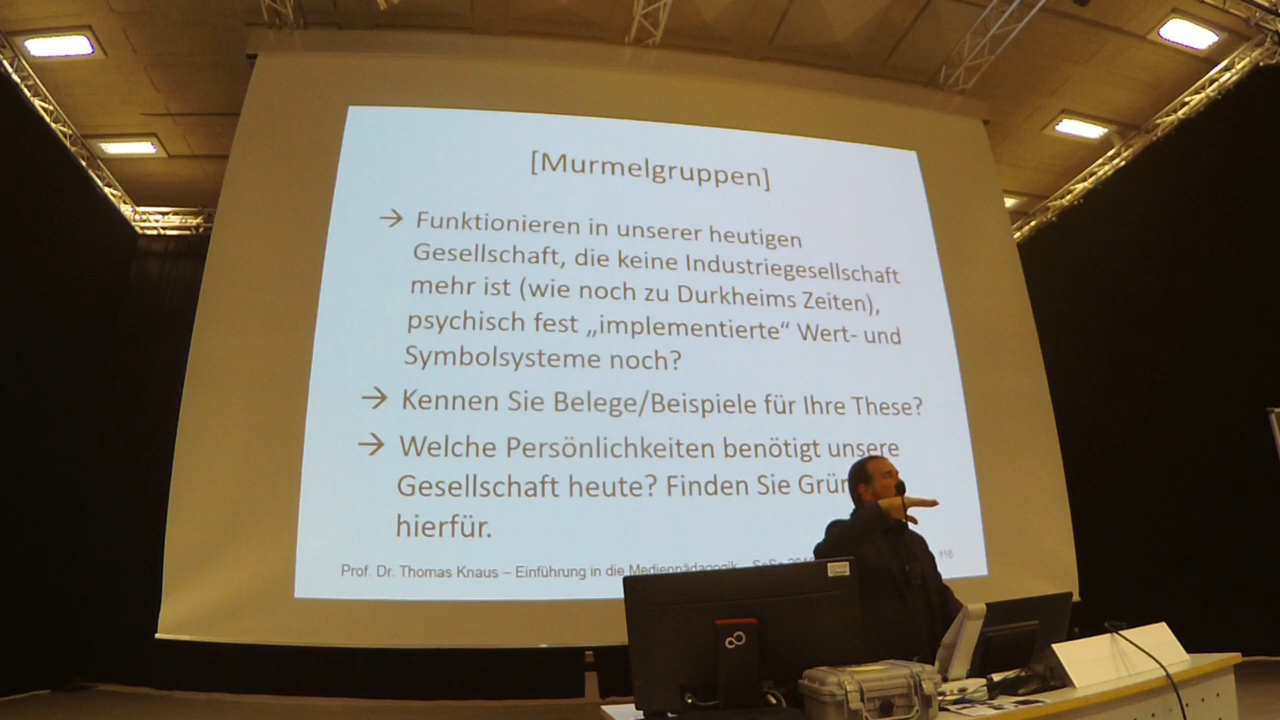 [Murmelgruppen]
→ Funktionieren in unserer heutigen
Gesellschaft, die keine Industriegesellschaft
mehr ist (wie noch zu Durkheims Zeiten),
psychisch fest „implementierte“ Wert- und
Symbolsysteme noch?
→ Kennen Sie Belege/Beispiele für Ihre These?
→ Welche Persönlichkeiten benötigt unsere
Gesellschaft heute? Finden Sie
hierfür.
Prof. Dr. Thomas Knaus – Einführung in die Medienpädagogik – SoSe 116